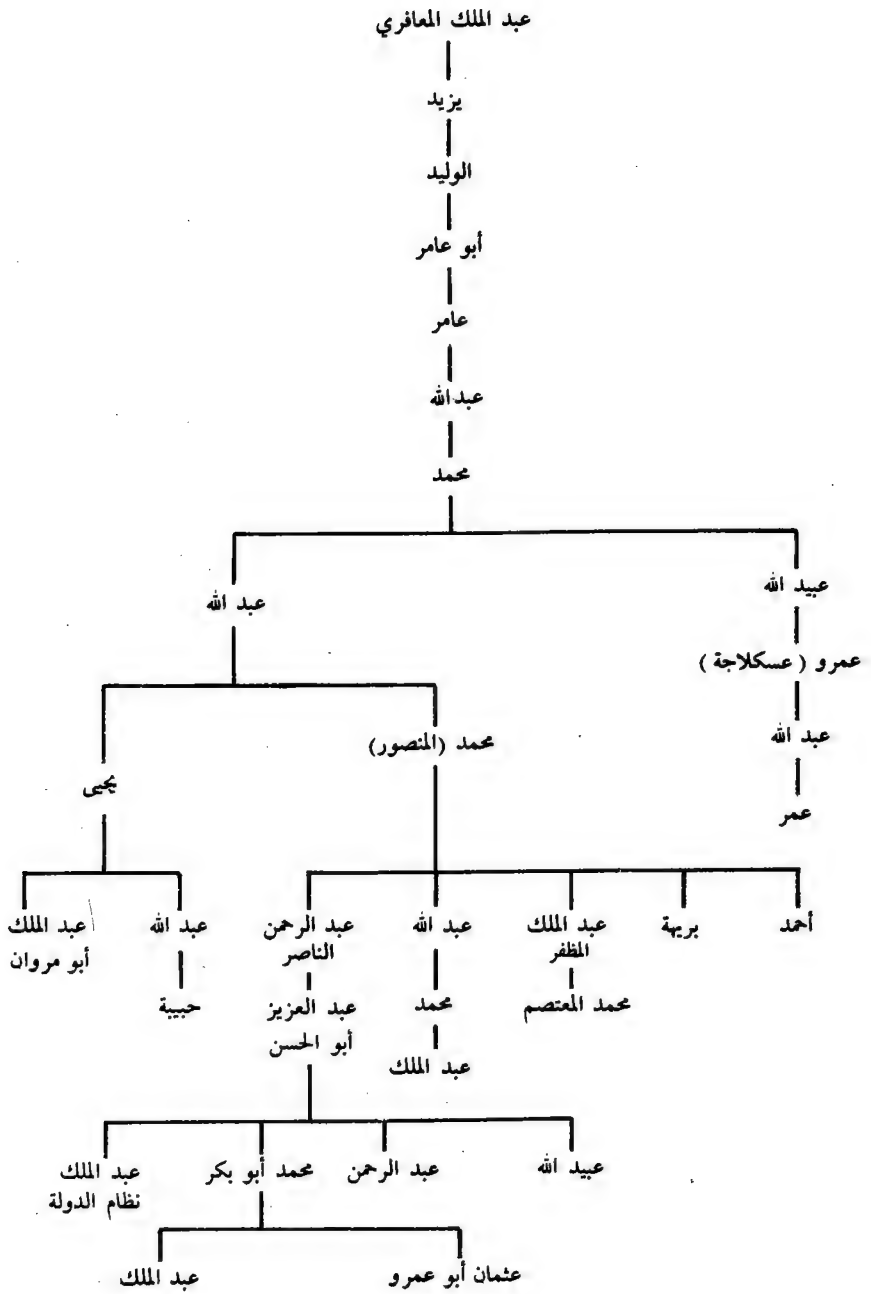 عبد الملك المعافري
يزيد
الوليد
أبو عامر
عامر
عبدالله
محمد
عبيد الله
عبد الله
عمرو ( عسكلاجة )
محمد (المنصور)
عبد الله
يحيى
عمر
أحمد
بريهة
عبد الملك
المظفر
عبد الله
عبد الرحمن
الناصر
عبد الله
عبد الملك
أبو مروان
محمد المعتصم
محمد
عبد العزيز
أبو الحسن
حبيبة
عبد الملك
عبيد الله
عبد الرحمن
محمد أبو بكر
عبد الملك
نظام الدولة
عثمان أبو عمرو
عبد الملك